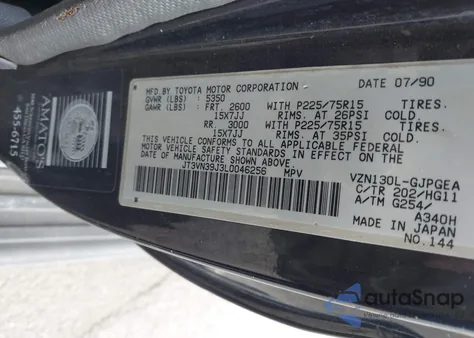 MFD. BY TOYOTA MOTOR CORPORATION DATE 07/90
GVWR (LBS) : 5350
GAWR (LBS) : FRT. 2600 WITH P225/75R15 TIRES.
15X7JJ RIMS. AT 26PSI COLD.
RR. 3000 WITH P225/75R15 TIRES.
15X7JJ RIMS. AT 35PSI COLD.
THIS VEHICLE CONFORMS TO ALL APPLICABLE FEDERAL
MOTOR VEHICLE SAFETY STANDARDS IN EFFECT ON THE
DATE OF MANUFACTURE SHOWN ABOVE.
JT3VN39J3L0046256
MPV
VZN130L-GJPGEA
C/TR 202/HG11
A/TM G254/
A340H
MADE IN JAPAN
NO. 144
AMATO'S
455-6715
autoSnap